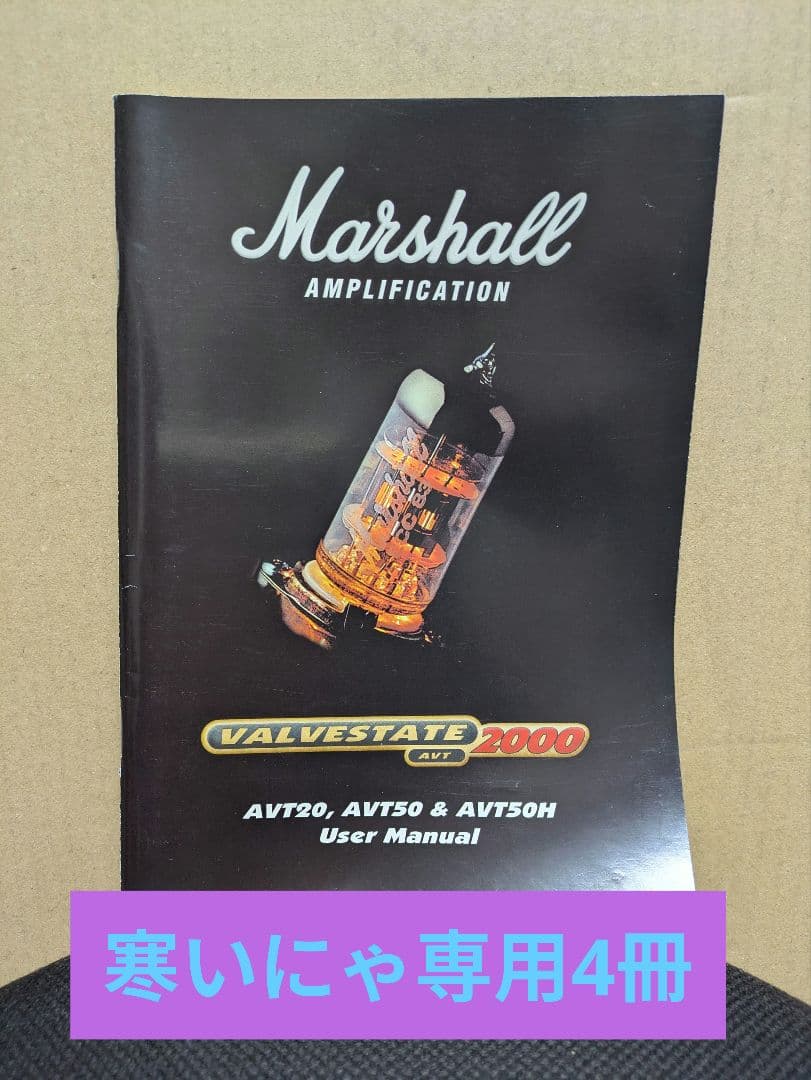 Marshall
AMPLIFICATION
VALVESTATE 2000
AVT
AVT20, AVT50 & AVT50H
User Manual
寒いにゃ専用4冊